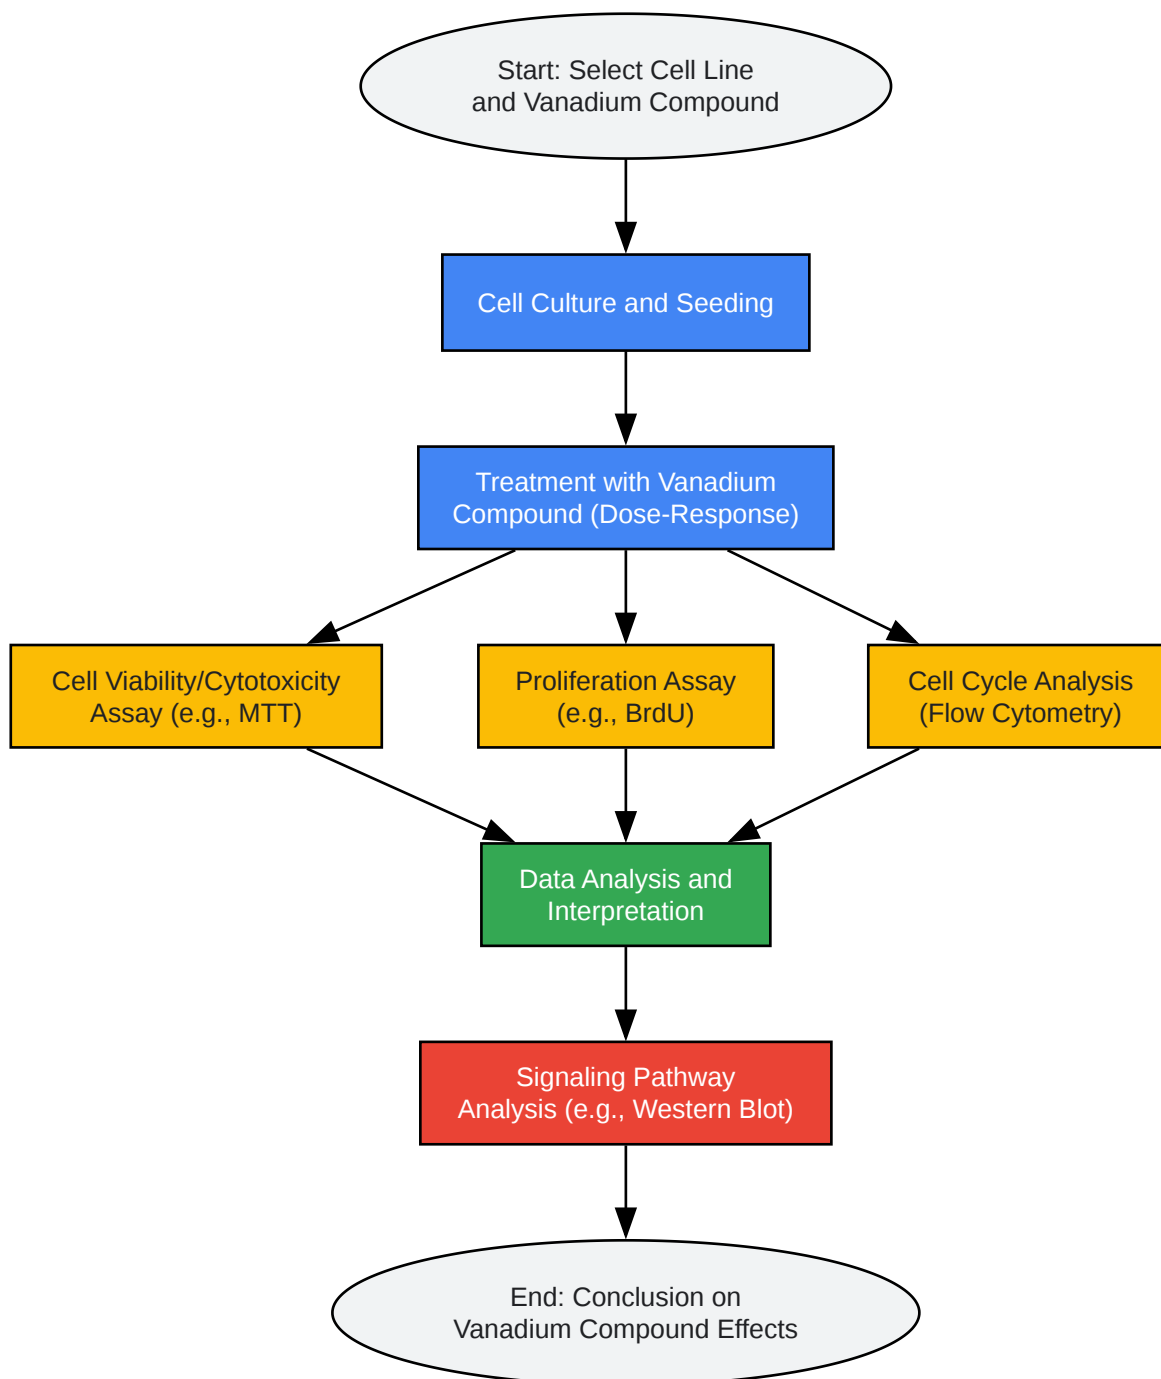 Start: Select Cell Line
and Vanadium Compound
Cell Culture and Seeding
Treatment with Vanadium
Compound (Dose-Response)
Cell Viability/Cytotoxicity
Assay (e.g., MTT)
Proliferation Assay
(e.g., BrdU)
Cell Cycle Analysis
(Flow Cytometry)
Data Analysis and
Interpretation
Signaling Pathway
Analysis (e.g., Western Blot)
End: Conclusion on
Vanadium Compound Effects